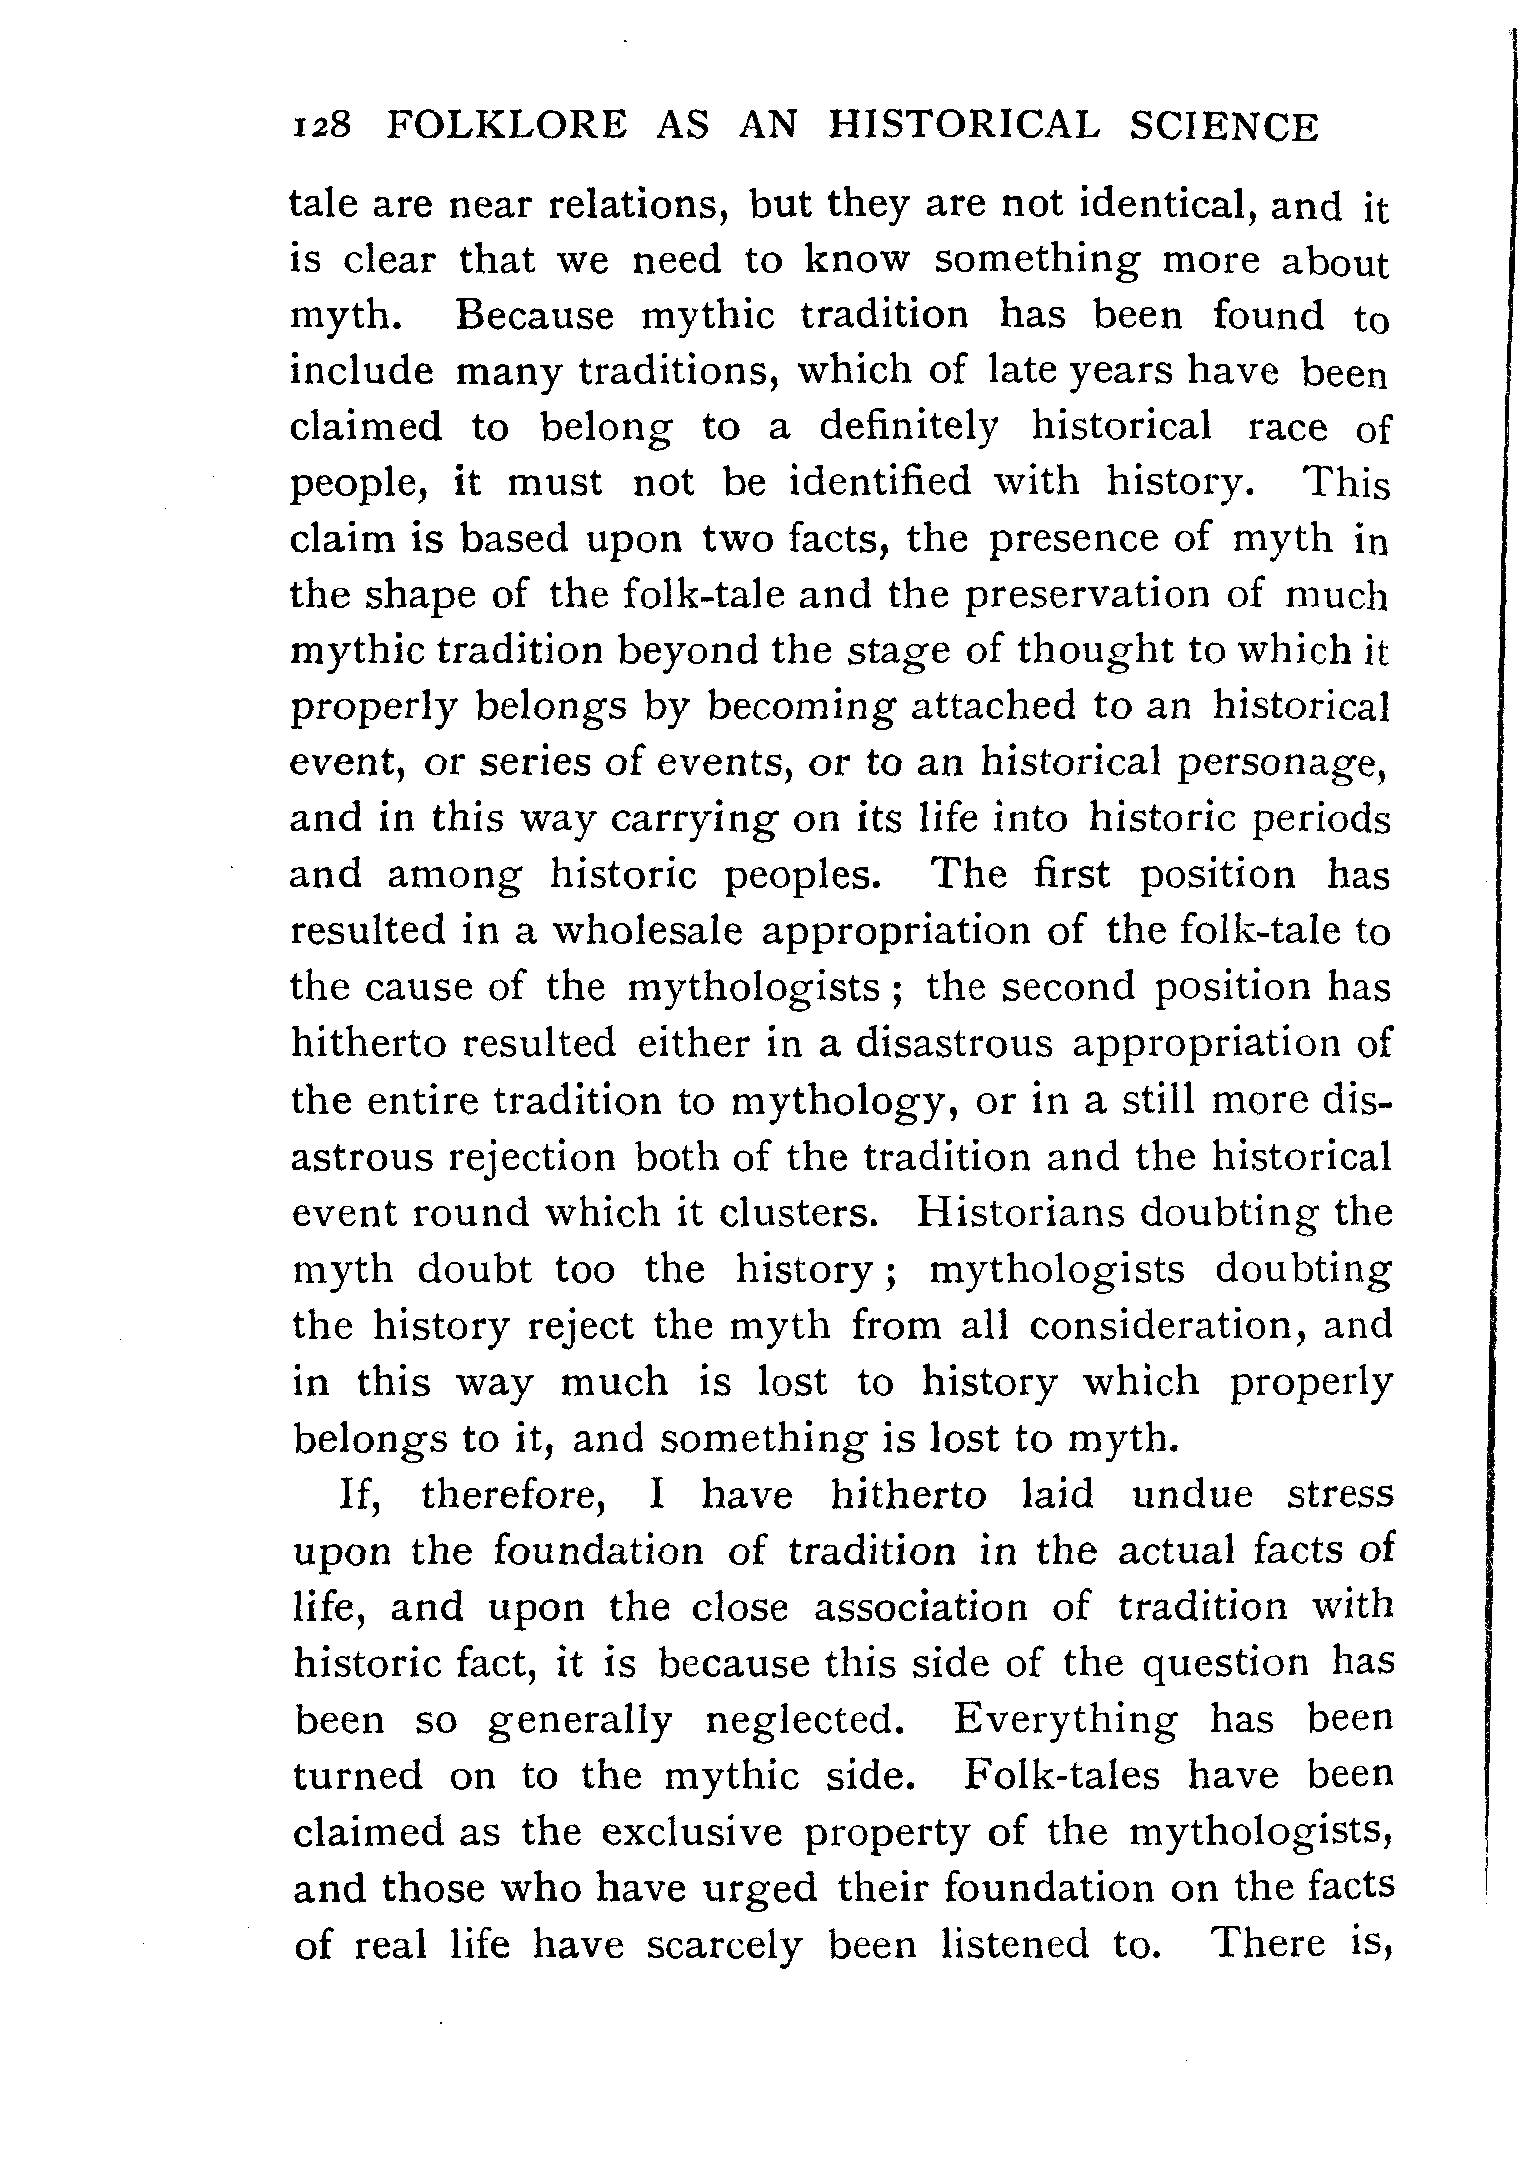 128 FOLKLORE AS AN HISTORICAL SCIENCE
tale are near relations, but they are not identical, and it
is clear that we need to know something more about
myth. Because mythic tradition has been found to
include many traditions, which of late years have been
claimed to belong to a definitely historical race of
people, it must not be identified with history. This
claim is based upon two facts, the presence of myth in
the shape of the folk-tale and the preservation of much
mythic tradition beyond the stage of thought to which it
properly belongs by becoming attached to an historical
event, or series of events, or to an historical personage,
and in this way carrying on its life into historic periods
and among historic peoples. The first position has
resulted in a wholesale appropriation of the folk-tale to
the cause of the mythologists ; the second position has
hitherto resulted either in a disastrous appropriation of
the entire tradition to mythology, or in a still more dis-
astrous rejection both of the tradition and the historical
event round which it clusters. Historians doubting the
myth doubt too the history ; mythologists doubting
the history reject the myth from all consideration, and
in this way much is lost to history which properly
belongs to it, and something is lost to myth.
If, therefore, I have hitherto laid undue stress
upon the foundation of tradition in the actual facts of
life, and upon the close association of tradition with
historic fact, it is because this side of the question has
been so generally neglected. Everything has been
turned on to the mythic side. Folk-tales have been
claimed as the exclusive property of the mythologists,
and those who have urged their foundation on the facts
of real life have scarcely been listened to. There is,